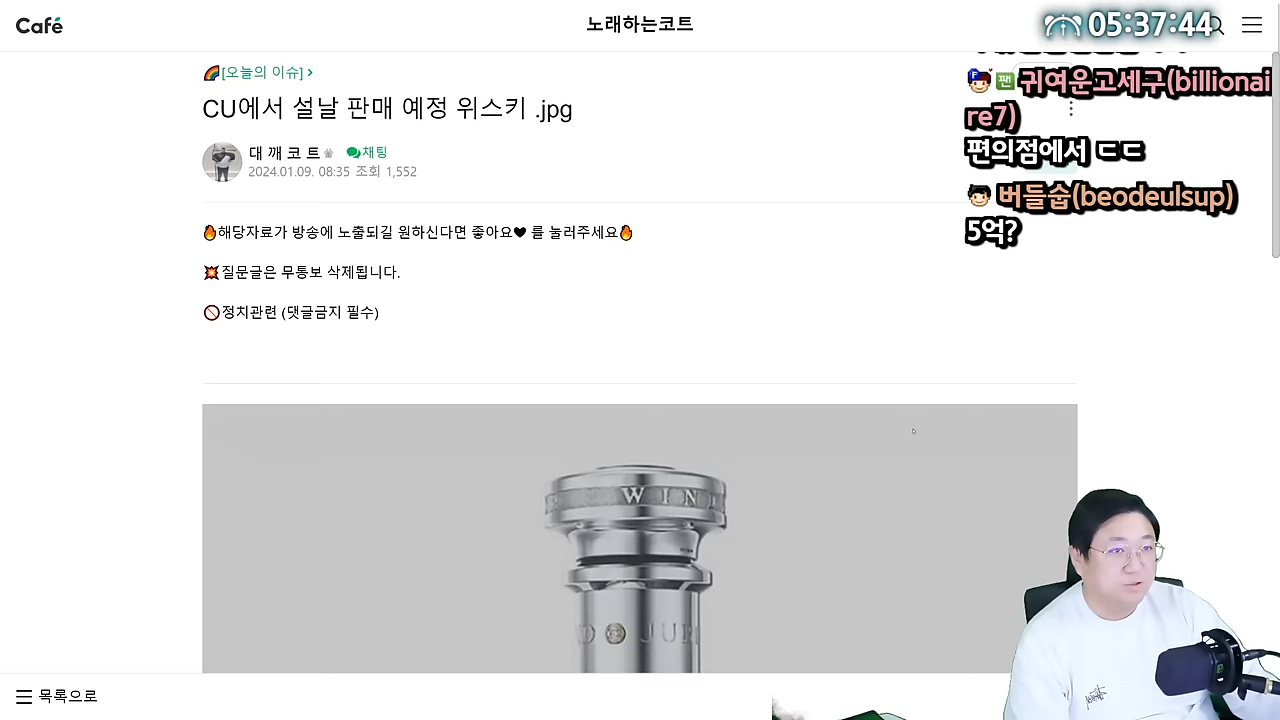 Café
노래하는코트
05:37:44
[오늘의 이슈] >
CU에서 설날 판매 예정 위스키 .jpg
대 깨 코 트
채팅
2024.01.09. 08:35 조회 1,552
귀여운고세구(billionai
re7)
편의점에서 ㄷㄷ
버들숩(beodeulsup)
5억?
🔥해당자료가 방송에 노출되길 원하신다면 좋아요🖤 를 눌러주세요🔥
💥질문글은 무통보 삭제됩니다.
🚫정치관련 (댓글금지 필수)
WIN
JUR
목록으로